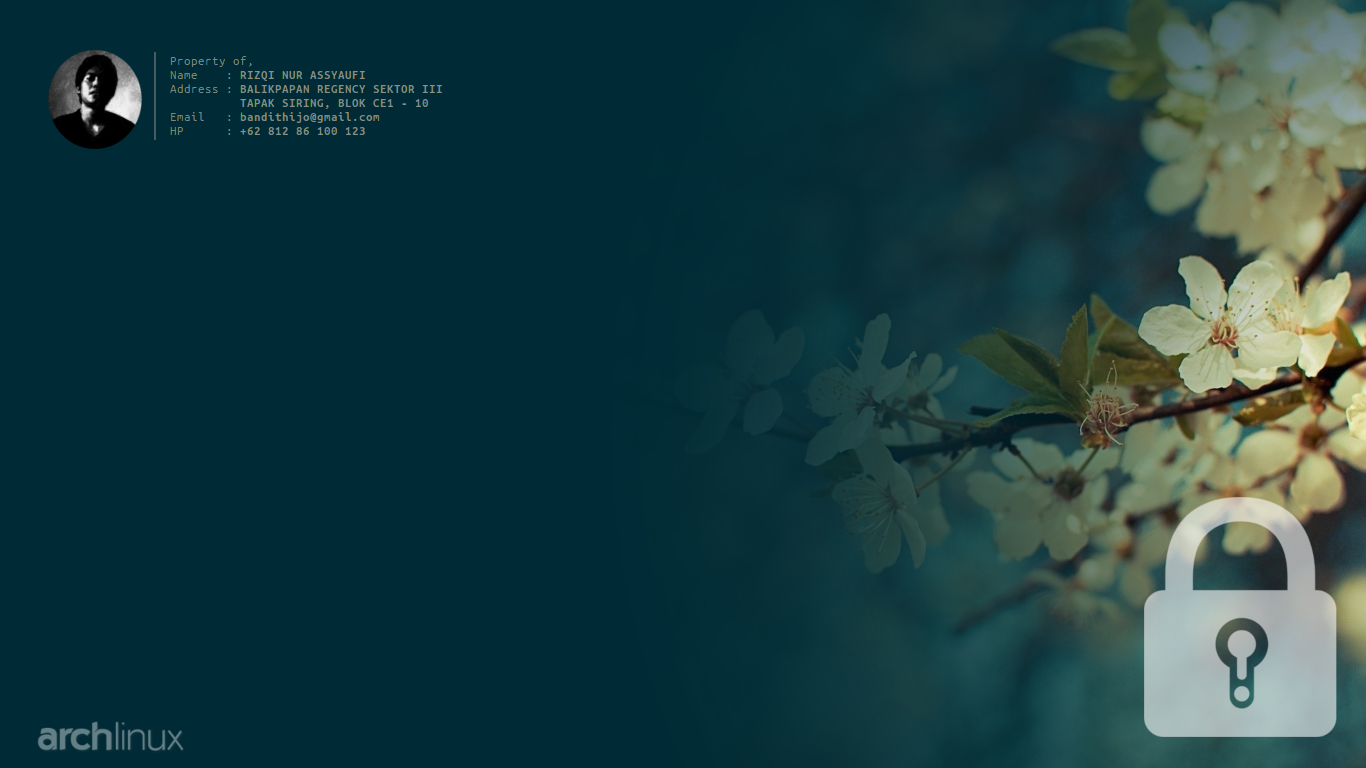 Property of,
Name : RIZQI NUR ASSYAUFI
Address : BALIKPAPAN REGENCY SEKTOR III
TAPAK SIRING, BLOK CE1 - 10
Email : bandithijo@gmail.com
HP : +62 812 86 100 123
archlinux